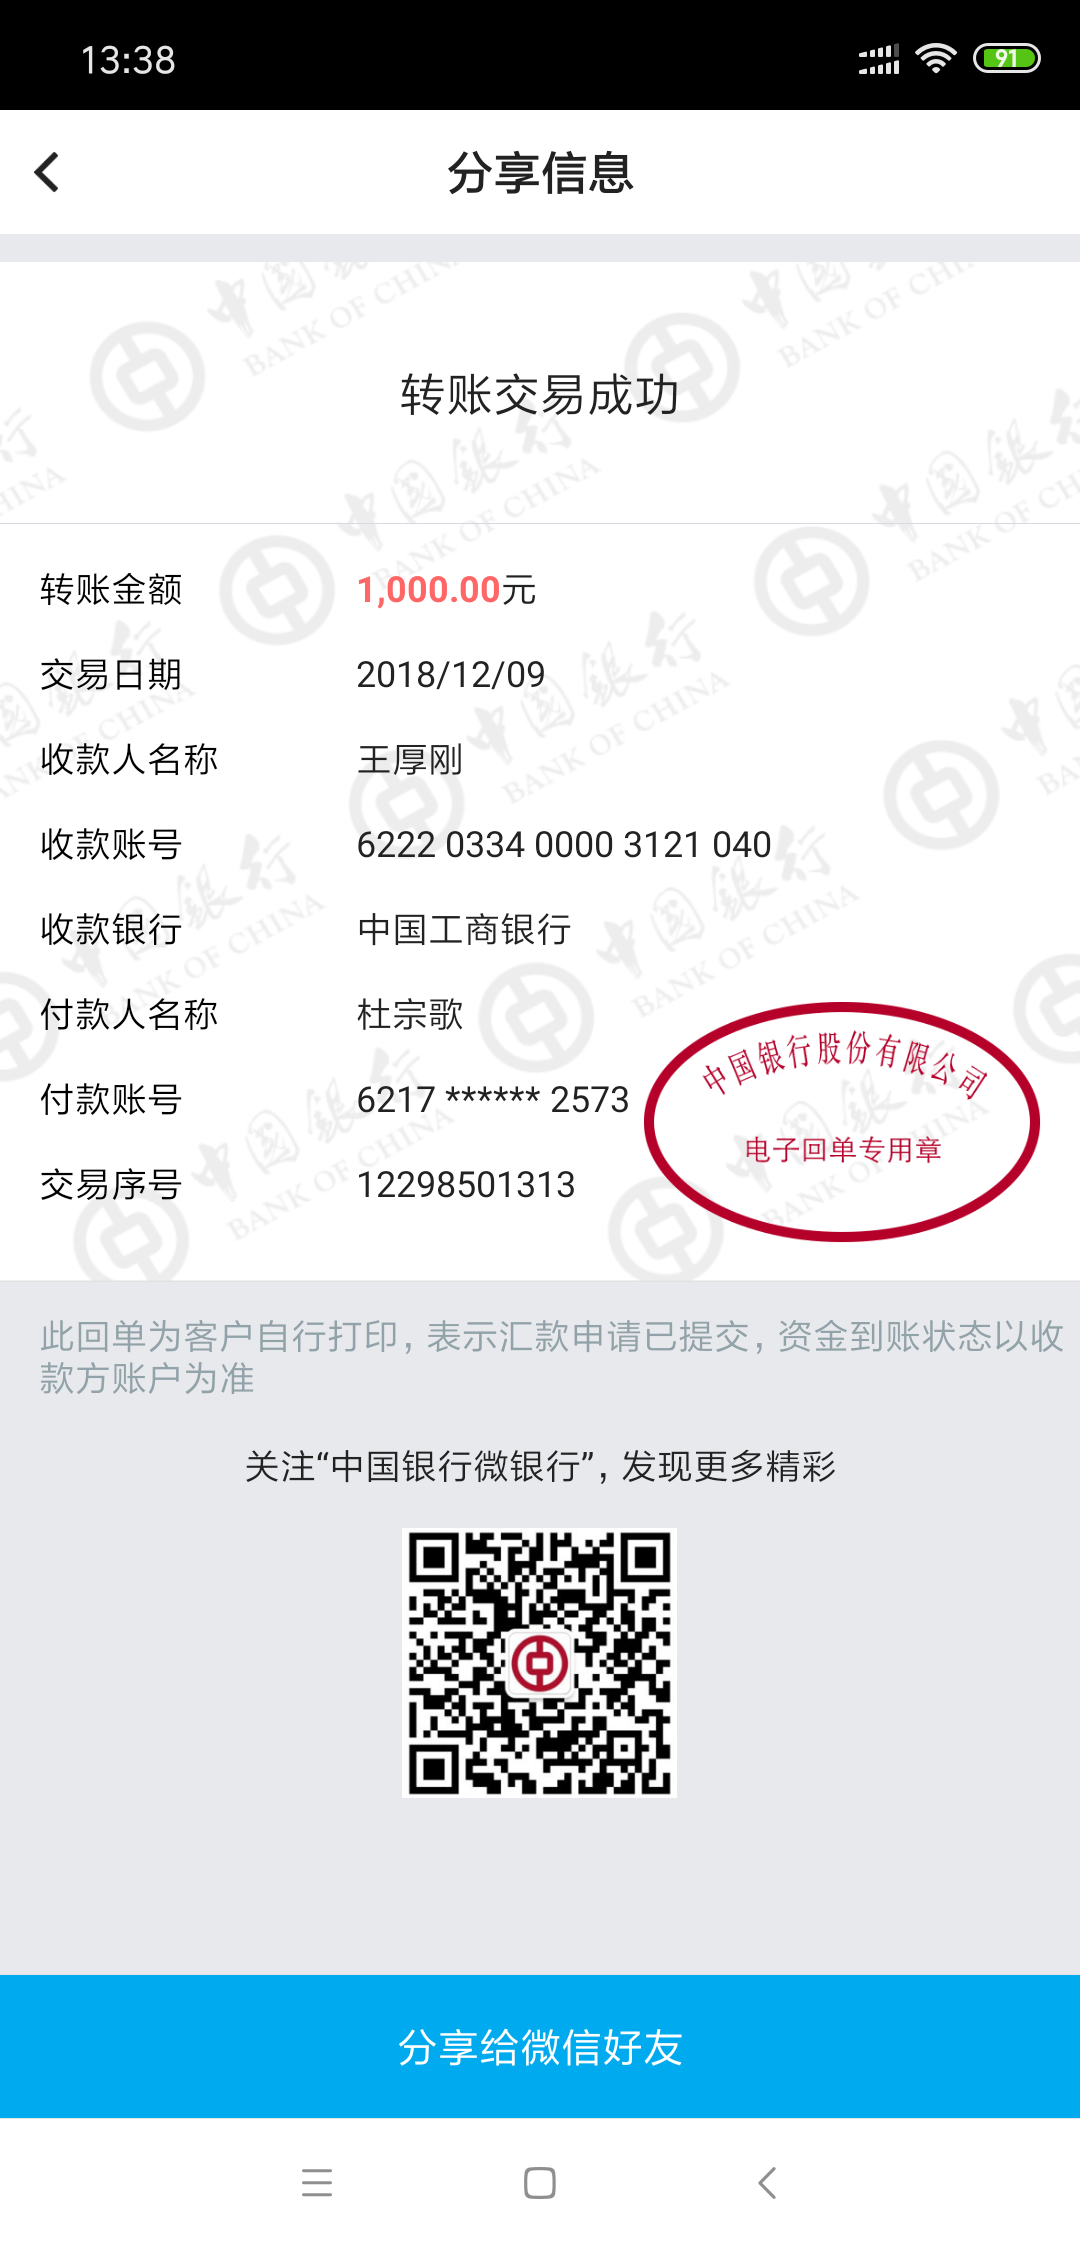 13:38
91
分享信息
转账交易成功
转账金额 1,000.00元
交易日期 2018/12/09
收款人名称 王厚刚
收款账号 6222 0334 0000 3121 040
收款银行 中国工商银行
付款人名称 杜宗歌
付款账号 6217 ****** 2573
交易序号 12298501313
中国银行股份有限公司
电子回单专用章
此回单为客户自行打印, 表示汇款申请已提交, 资金到账状态以收
款方账户为准
关注“中国银行微银行”, 发现更多精彩
分享给微信好友
中国銀行
BANK OF CHINA